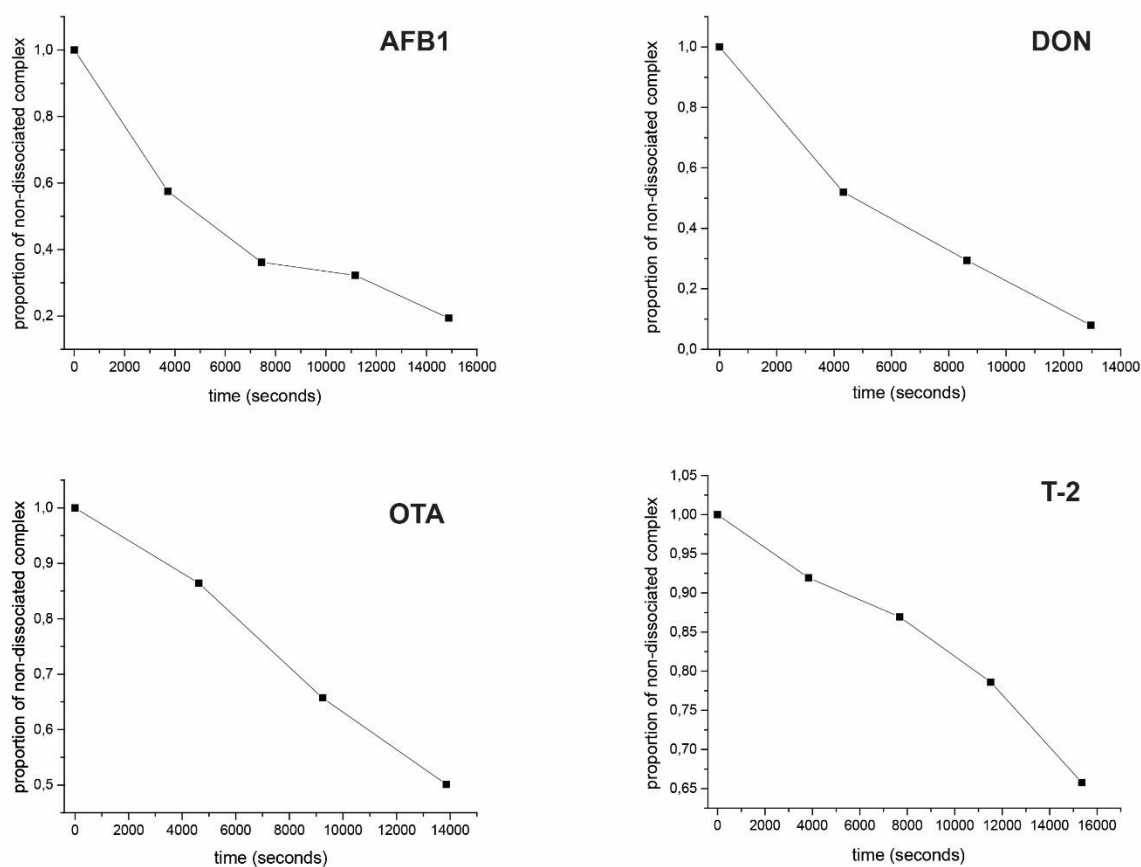 AFB1
proportion of non-dissociated complex
1,0
0,8
0,6
0,4
0,2
0 2000 4000 6000 8000 10000 12000 14000 16000
time (seconds)
DON
proportion of non-dissociated complex
1,0
0,8
0,6
0,4
0,2
0,0
0 2000 4000 6000 8000 10000 12000 14000
time (seconds)
OTA
proportion of non-dissociated complex
1,0
0,9
0,8
0,7
0,6
0,5
0 2000 4000 6000 8000 10000 12000 14000
time (seconds)
T-2
proportion of non-dissociated complex
1,05
1,00
0,95
0,90
0,85
0,80
0,75
0,70
0,65
0 2000 4000 6000 8000 10000 12000 14000 16000
time (seconds)